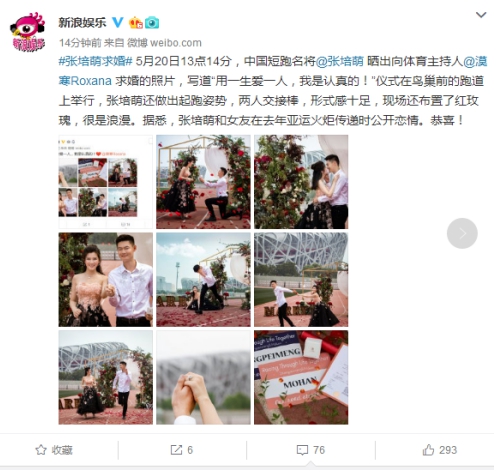 新浪娱乐
14分钟前 来自 微博 weibo.com
#张培萌求婚# 5月20日13点14分，中国短跑名将@张培萌 晒出向体育主持人@漠
寒Roxana 求婚的照片，写道“用一生爱一人，我是认真的！”仪式在鸟巢前的跑道
上举行，张培萌还做出起跑姿势，两人交接棒，形式感十足，现场还布置了红玫
瑰，很是浪漫。据悉，张培萌和女友在去年亚运火炬传递时公开恋情。恭喜！
Through Life Together
NGPEIMENG
Through Life Together
MOHAN
收藏
6
76
293